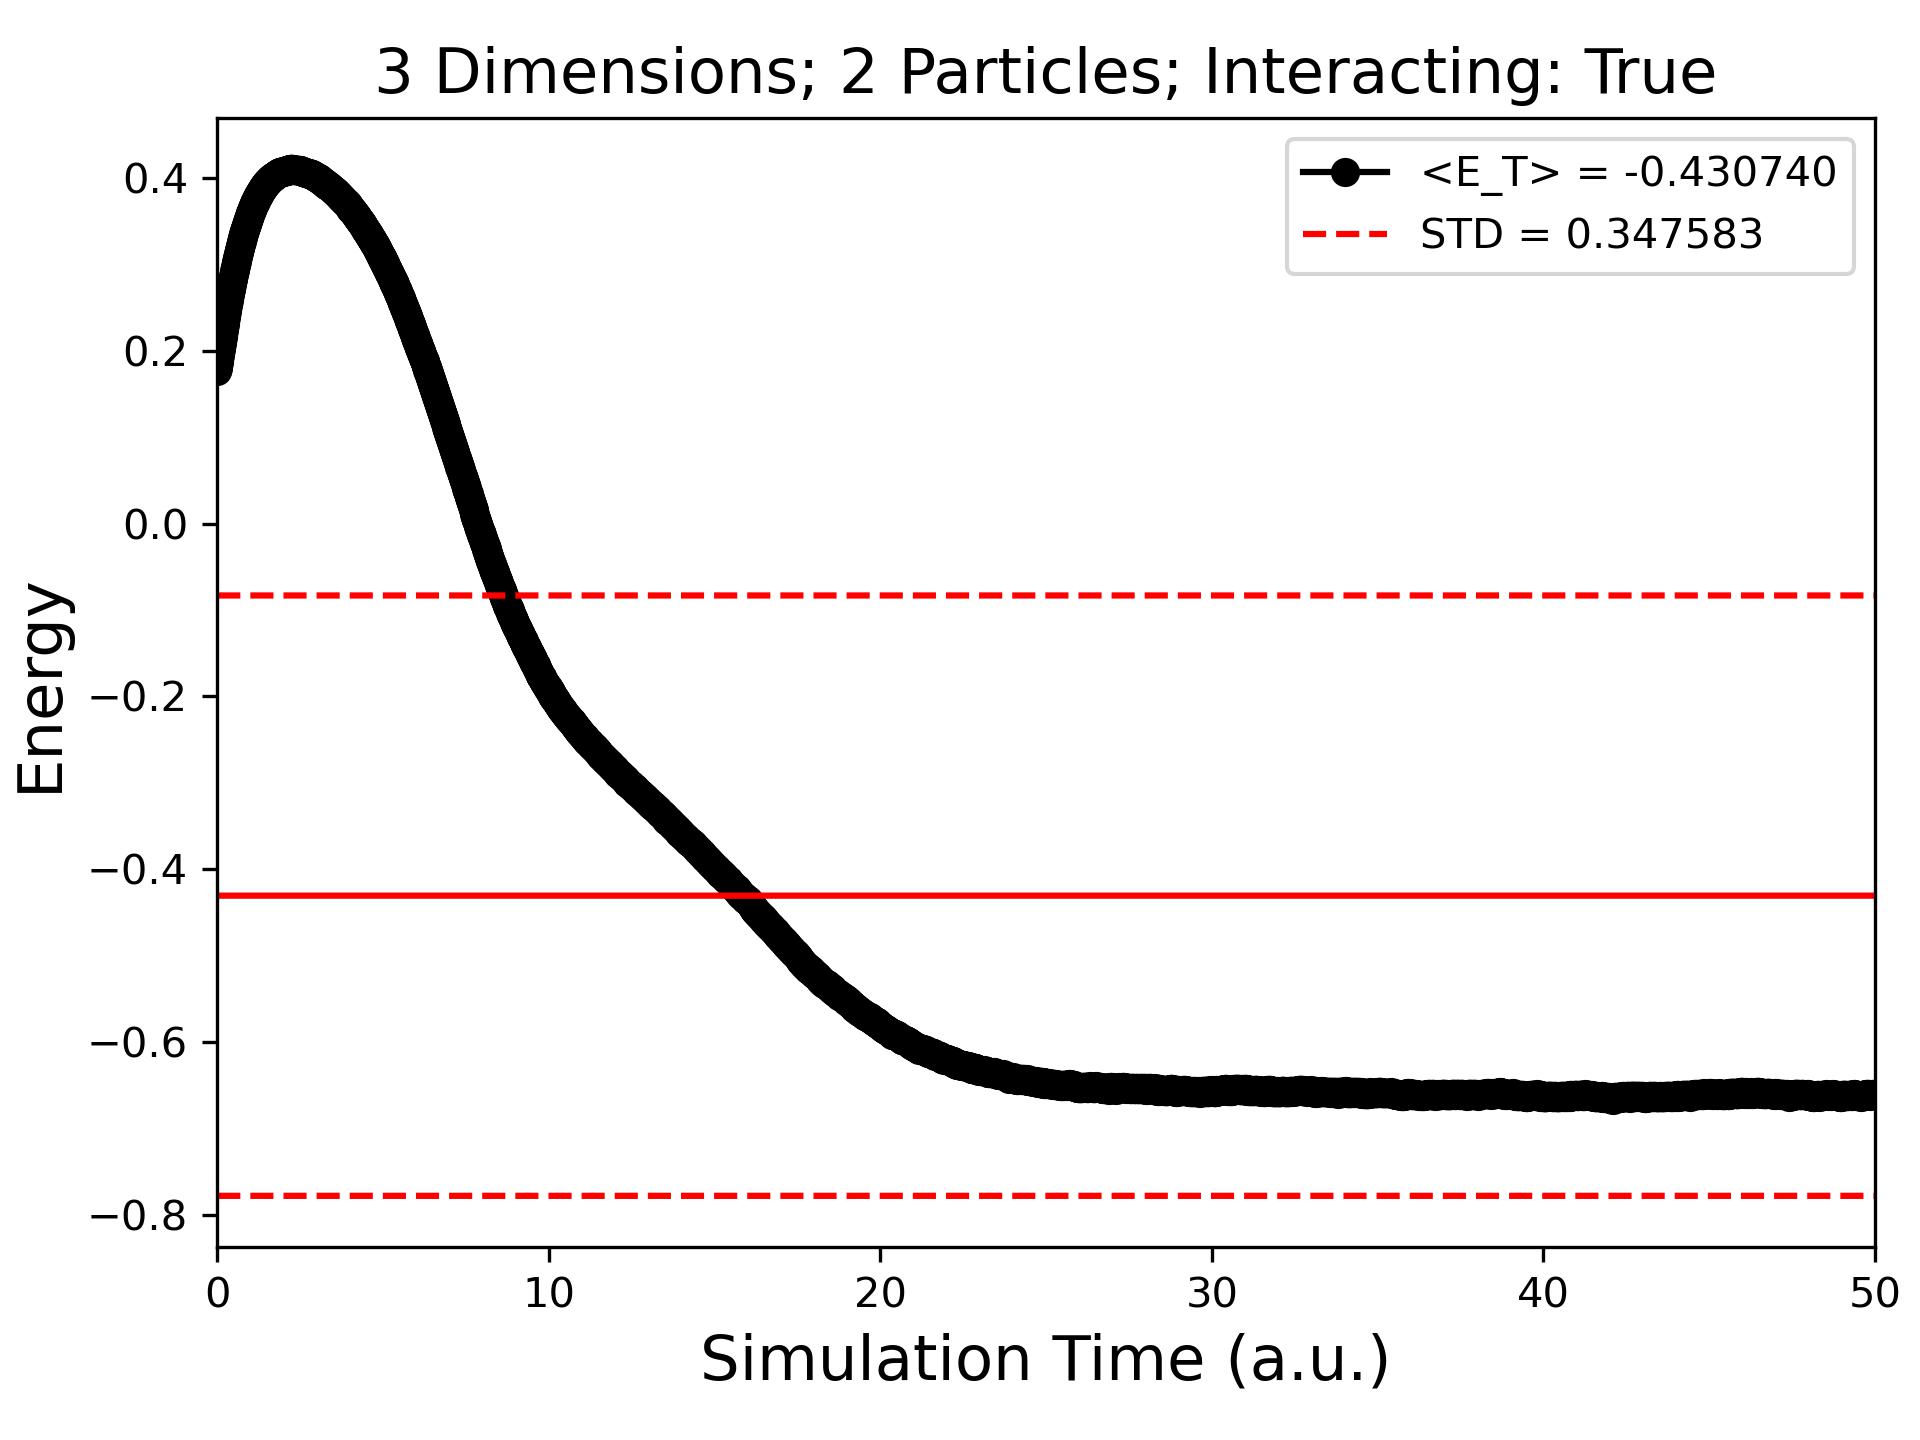 3 Dimensions; 2 Particles; Interacting: True
<E_T> = -0.430740
STD = 0.347583
Energy
0.4
0.2
0.0
−0.2
−0.4
−0.6
−0.8
0 10 20 30 40 50
Simulation Time (a.u.)